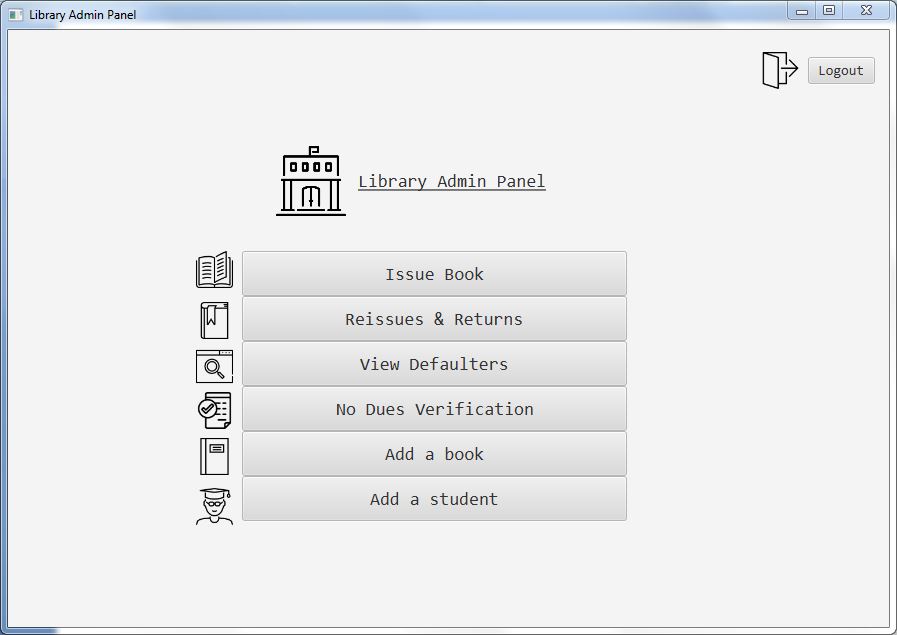 Library Admin Panel
Logout
Library Admin Panel
Issue Book
Reissues & Returns
View Defaulters
No Dues Verification
Add a book
Add a student